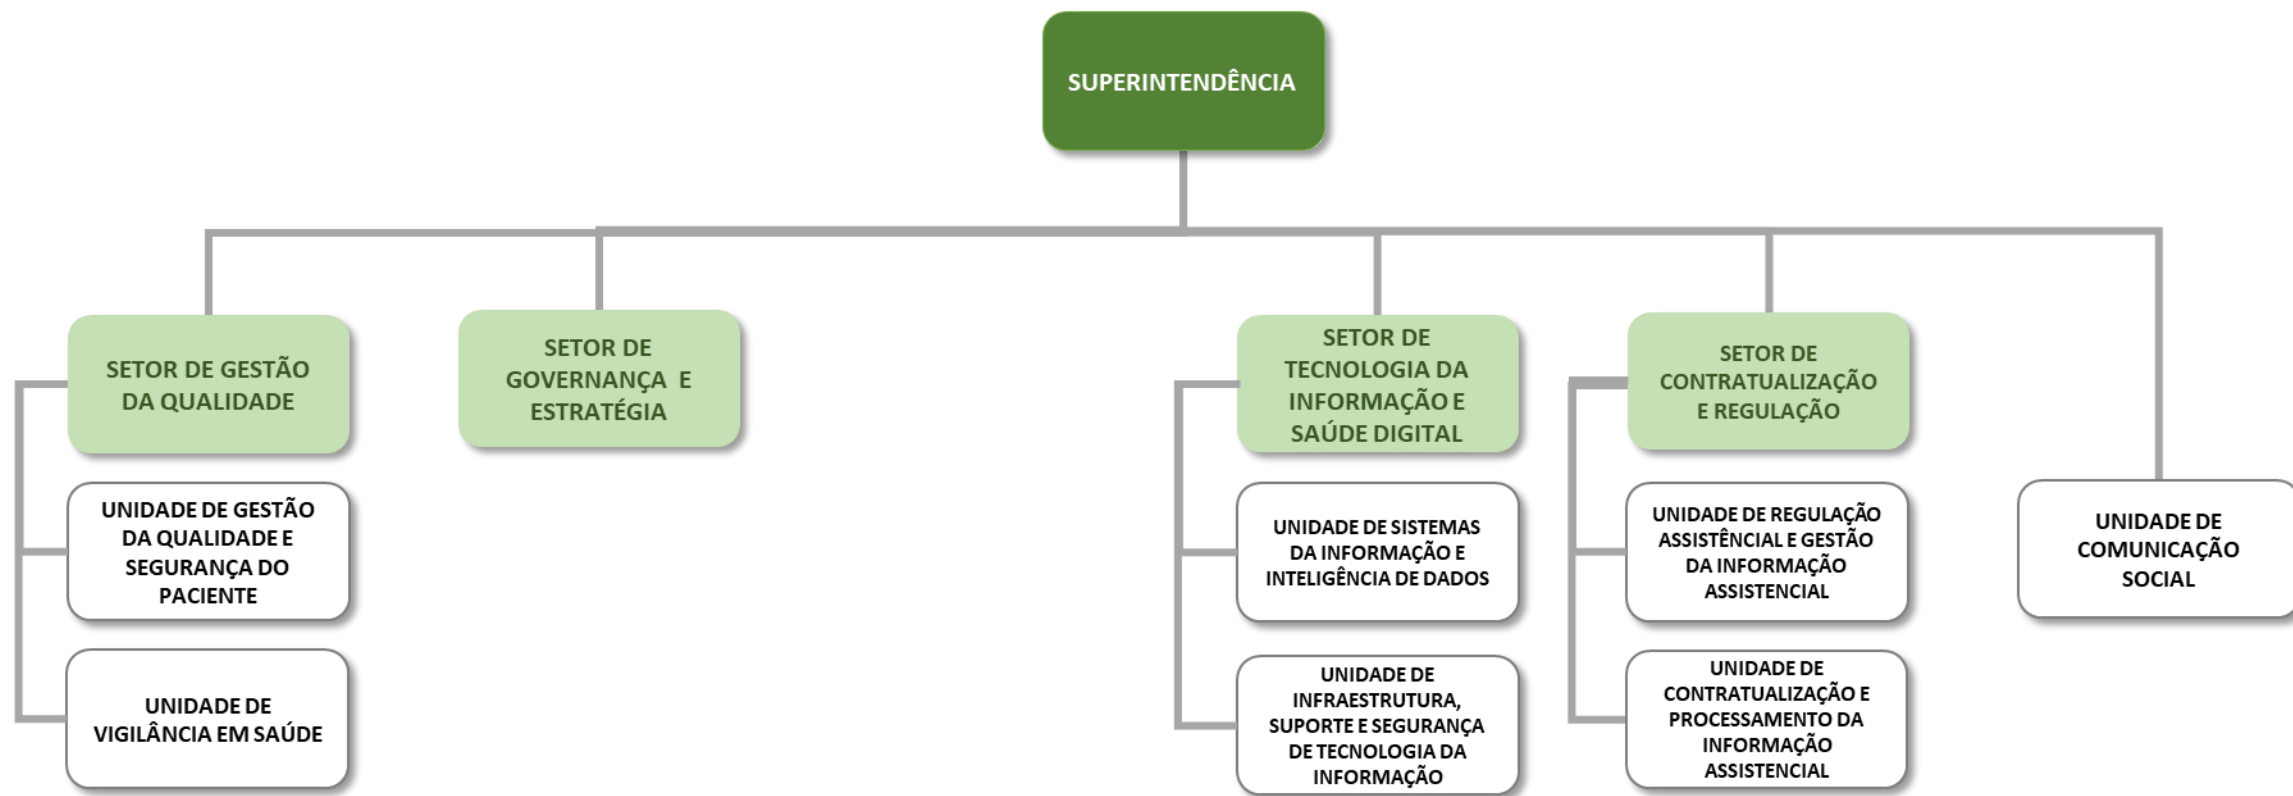 SUPERINTENDÊNCIA
SETOR DE GESTÃO
DA QUALIDADE
SETOR DE
GOVERNANÇA E
ESTRATÉGIA
SETOR DE
TECNOLOGIA DA
INFORMAÇÃO E
SAÚDE DIGITAL
SETOR DE
CONTRATUALIZAÇÃO
E REGULAÇÃO
UNIDADE DE GESTÃO
DA QUALIDADE E
SEGURANÇA DO
PACIENTE
UNIDADE DE SISTEMAS
DA INFORMAÇÃO E
INTELIGÊNCIA DE DADOS
UNIDADE DE REGULAÇÃO
ASSISTÊNCIAL E GESTÃO
DA INFORMAÇÃO
ASSISTENCIAL
UNIDADE DE
COMUNICAÇÃO
SOCIAL
UNIDADE DE
VIGILÂNCIA EM SAÚDE
UNIDADE DE
INFRAESTRUTURA,
SUPORTE E SEGURANÇA
DE TECNOLOGIA DA
INFORMAÇÃO
UNIDADE DE
CONTRATUALIZAÇÃO E
PROCESSAMENTO DA
INFORMAÇÃO
ASSISTENCIAL